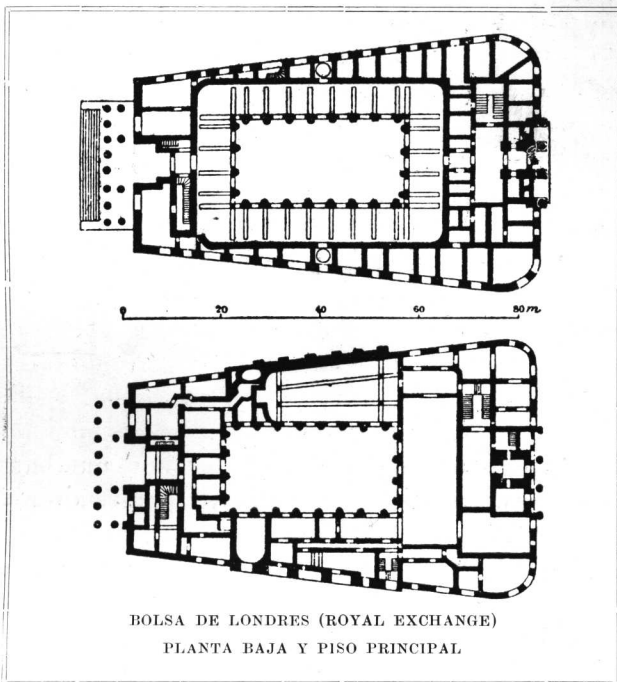 0 20 40 60 80 m
BOLSA DE LONDRES (ROYAL EXCHANGE)
PLANTA BAJA Y PISO PRINCIPAL